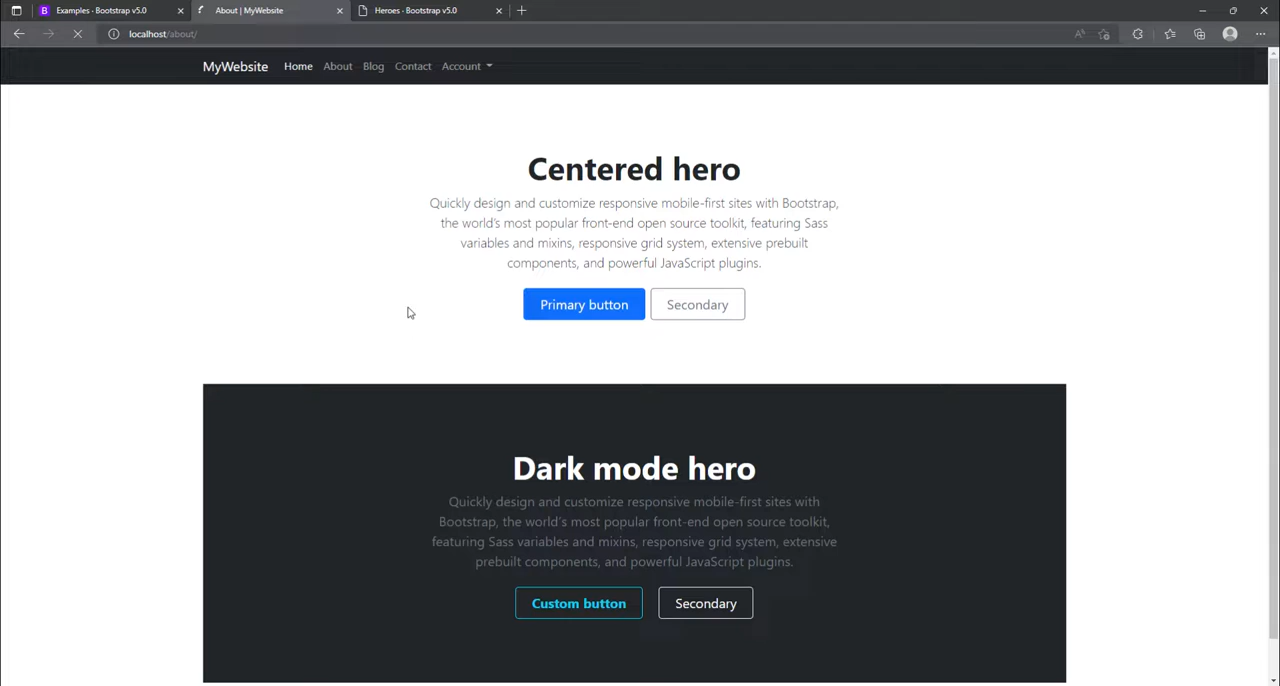 Examples · Bootstrap v5.0
About | MyWebsite
Heroes · Bootstrap v5.0
localhost/about/
MyWebsite Home About Blog Contact Account
Centered hero
Quickly design and customize responsive mobile-first sites with Bootstrap,
the world's most popular front-end open source toolkit, featuring Sass
variables and mixins, responsive grid system, extensive prebuilt
components, and powerful JavaScript plugins.
Primary button Secondary
Dark mode hero
Quickly design and customize responsive mobile-first sites with
Bootstrap, the world's most popular front-end open source toolkit,
featuring Sass variables and mixins, responsive grid system, extensive
prebuilt components, and powerful JavaScript plugins.
Custom button Secondary